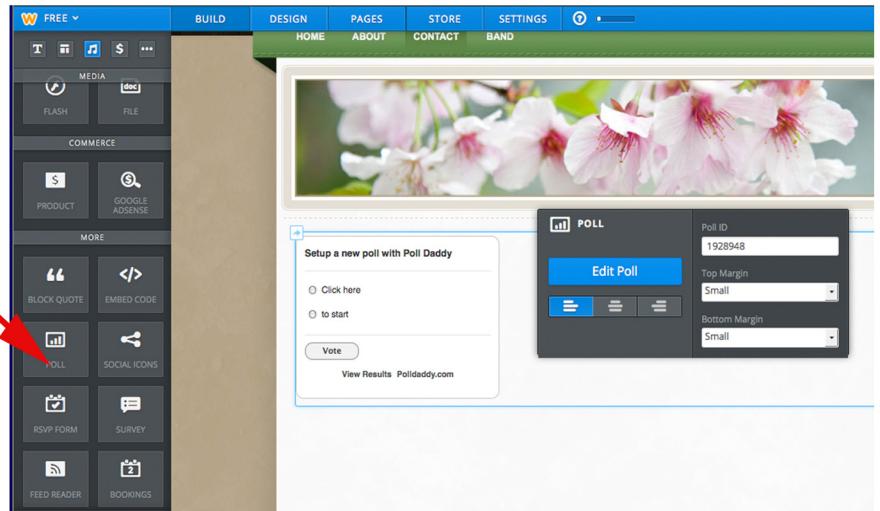 FREE BUILD DESIGN PAGES STORE SETTINGS ?
HOME ABOUT CONTACT BAND
T $
MEDIA
doc
FLASH FILE
COMMERCE
$ $
PRODUCT GOOGLE
ADSENSE
MORE
BLOCK QUOTE EMBED CODE
POLL SOCIAL ICONS
RSVP FORM SURVEY
2
FEED READER BOOKINGS
Setup a new poll with Poll Daddy
Click here
to start
Vote
View Results Polldaddy.com
POLL
Edit Poll
Poll ID
1928948
Top Margin
Small
Bottom Margin
Small